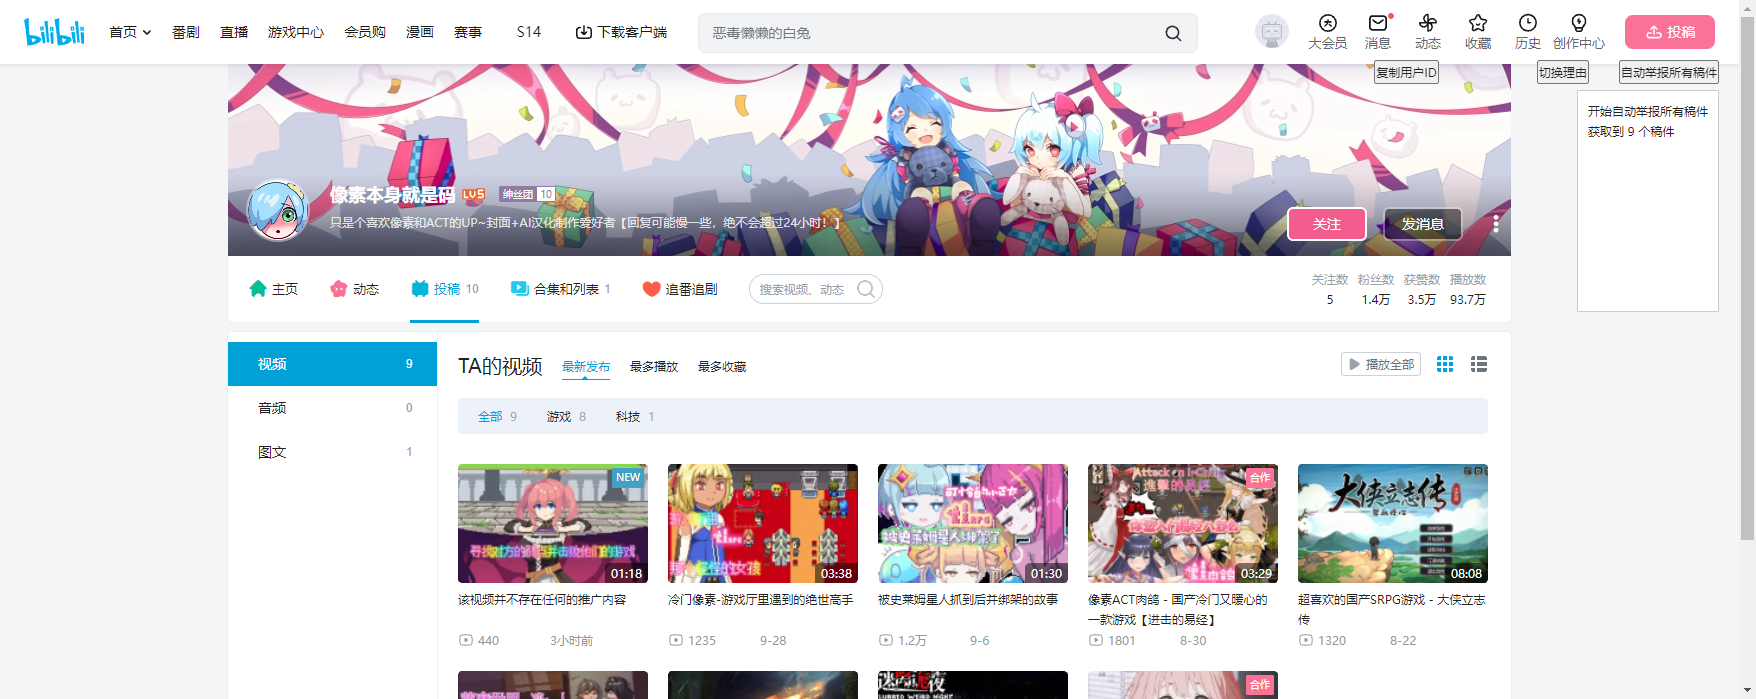 bilibili
首页
番剧
直播
游戏中心
会员购
漫画
赛事
S14
下载客户端
恶毒懒懒的白兔
大会员
消息
动态
收藏
历史
创作中心
投稿
复制用户ID
切换理由
自动举报所有稿件
开始自动举报所有稿件
获取到 9 个稿件
像素本身就是码 LV5 绅丝团 10
只是个喜欢像素和ACT的UP~封面+AI汉化制作爱好者【回复可能慢一些，绝不会超过24小时！】
关注
发消息
主页
动态
投稿 10
合集和列表 1
追番追剧
搜索视频、动态
关注数 粉丝数 获赞数 播放数
5 1.4万 3.5万 93.7万
视频 9
音频 0
图文 1
TA的视频
最新发布
最多播放
最多收藏
播放全部
全部 9
游戏 8
科技 1
NEW
01:18
该视频并不存在任何的推广内容
440 3小时前
03:38
冷门像素-游戏厅里遇到的绝世高手
1235 9-28
被史莱姆星人绑架了
01:30
被史莱姆星人抓到后并绑架的故事
1.2万 9-6
合作
进击的易经
03:29
像素ACT肉鸽 - 国产冷门又暖心的
一款游戏【进击的易经】
1801 8-30
大侠立志传
08:08
超喜欢的国产SRPG游戏 - 大侠立志
传
1320 8-22
合作